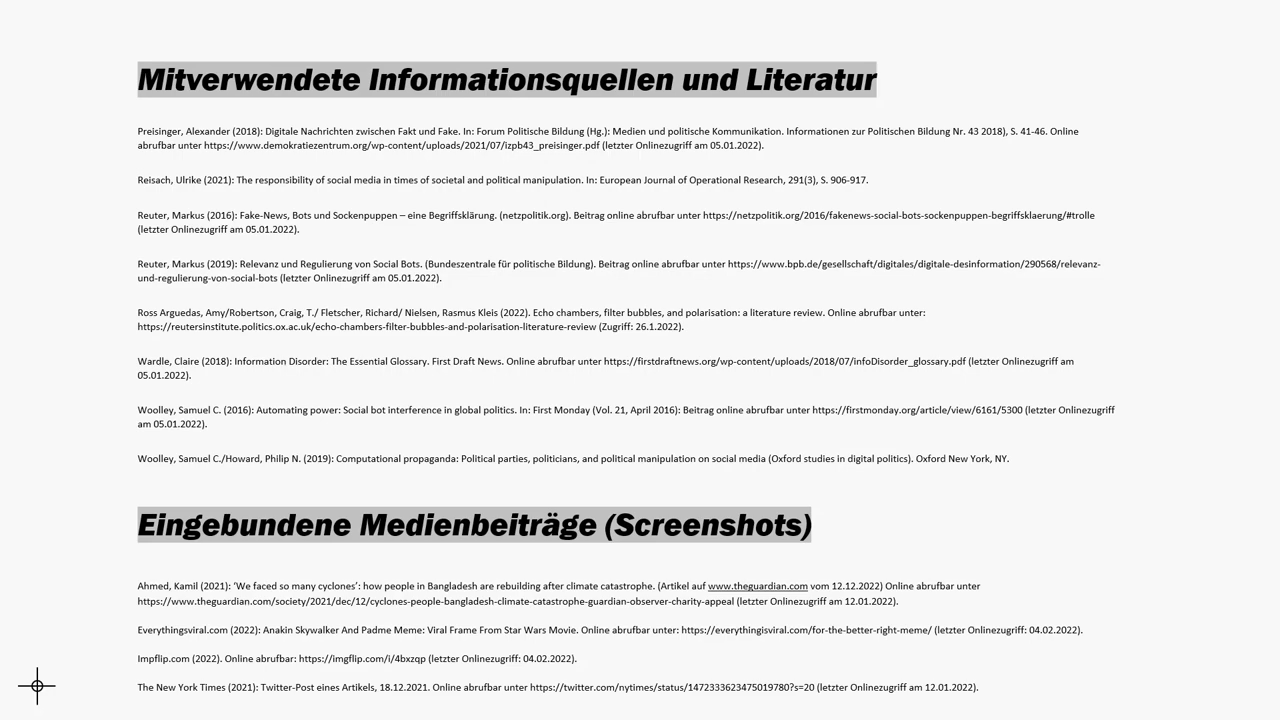 Mitverwendete Informationsquellen und Literatur
Preisinger, Alexander (2018): Digitale Nachrichten zwischen Fakt und Fake. In: Forum Politische Bildung (Hg.): Medien und politische Kommunikation. Informationen zur Politischen Bildung Nr. 43 2018), S. 41-46. Online
abrufbar unter https://www.demokratiezentrum.org/wp-content/uploads/2021/07/izpb43_preisinger.pdf (letzter Onlinezugriff am 05.01.2022).
Reisach, Ulrike (2021): The responsibility of social media in times of societal and political manipulation. In: European Journal of Operational Research, 291(3), S. 906-917.
Reuter, Markus (2016): Fake-News, Bots und Sockenpuppen – eine Begriffsklärung. (netzpolitik.org). Beitrag online abrufbar unter https://netzpolitik.org/2016/fakenews-social-bots-sockenpuppen-begriffsklaerung/#trolle
(letzter Onlinezugriff am 05.01.2022).
Reuter, Markus (2019): Relevanz und Regulierung von Social Bots. (Bundeszentrale für politische Bildung). Beitrag online abrufbar unter https://www.bpb.de/gesellschaft/digitales/digitale-desinformation/290568/relevanz-
und-regulierung-von-social-bots (letzter Onlinezugriff am 05.01.2022).
Ross Arguedas, Amy/Robertson, Craig, T./ Fletscher, Richard/ Nielsen, Rasmus Kleis (2022). Echo chambers, filter bubbles, and polarisation: a literature review. Online abrufbar unter:
https://reutersinstitute.politics.ox.ac.uk/echo-chambers-filter-bubbles-and-polarisation-literature-review (Zugriff: 26.1.2022).
Wardle, Claire (2018): Information Disorder: The Essential Glossary. First Draft News. Online abrufbar unter https://firstdraftnews.org/wp-content/uploads/2018/07/infoDisorder_glossary.pdf (letzter Onlinezugriff am
05.01.2022).
Woolley, Samuel C. (2016): Automating power: Social bot interference in global politics. In: First Monday (Vol. 21, April 2016): Beitrag online abrufbar unter https://firstmonday.org/article/view/6161/5300 (letzter Onlinezugriff
am 05.01.2022).
Woolley, Samuel C./Howard, Philip N. (2019): Computational propaganda: Political parties, politicians, and political manipulation on social media (Oxford studies in digital politics). Oxford New York, NY.
Eingebundene Medienbeiträge (Screenshots)
Ahmed, Kamil (2021): ‘We faced so many cyclones’: how people in Bangladesh are rebuilding after climate catastrophe. (Artikel auf www.theguardian.com vom 12.12.2022) Online abrufbar unter
https://www.theguardian.com/society/2021/dec/12/cyclones-people-bangladesh-climate-catastrophe-guardian-observer-charity-appeal (letzter Onlinezugriff am 12.01.2022).
Everythingsviral.com (2022): Anakin Skywalker And Padme Meme: Viral Frame From Star Wars Movie. Online abrufbar unter: https://everythingisviral.com/for-the-better-right-meme/ (letzter Onlinezugriff: 04.02.2022).
Impflip.com (2022). Online abrufbar: https://imgflip.com/i/4bxzqp (letzter Onlinezugriff: 04.02.2022).
The New York Times (2021): Twitter-Post eines Artikels, 18.12.2021. Online abrufbar unter https://twitter.com/nytimes/status/1472333623475019780?s=20 (letzter Onlinezugriff am 12.01.2022).